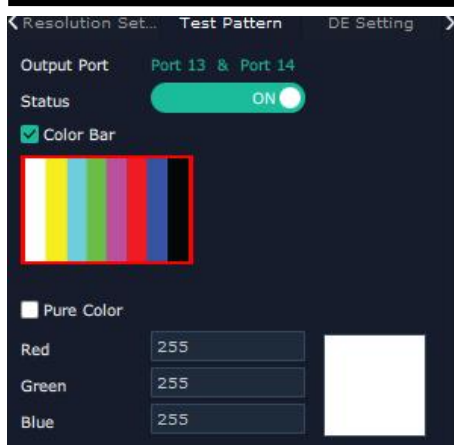 Resolution Set... Test Pattern DE Setting
Output Port Port 13 & Port 14
Status ON
Color Bar
Pure Color
Red 255
Green 255
Blue 255